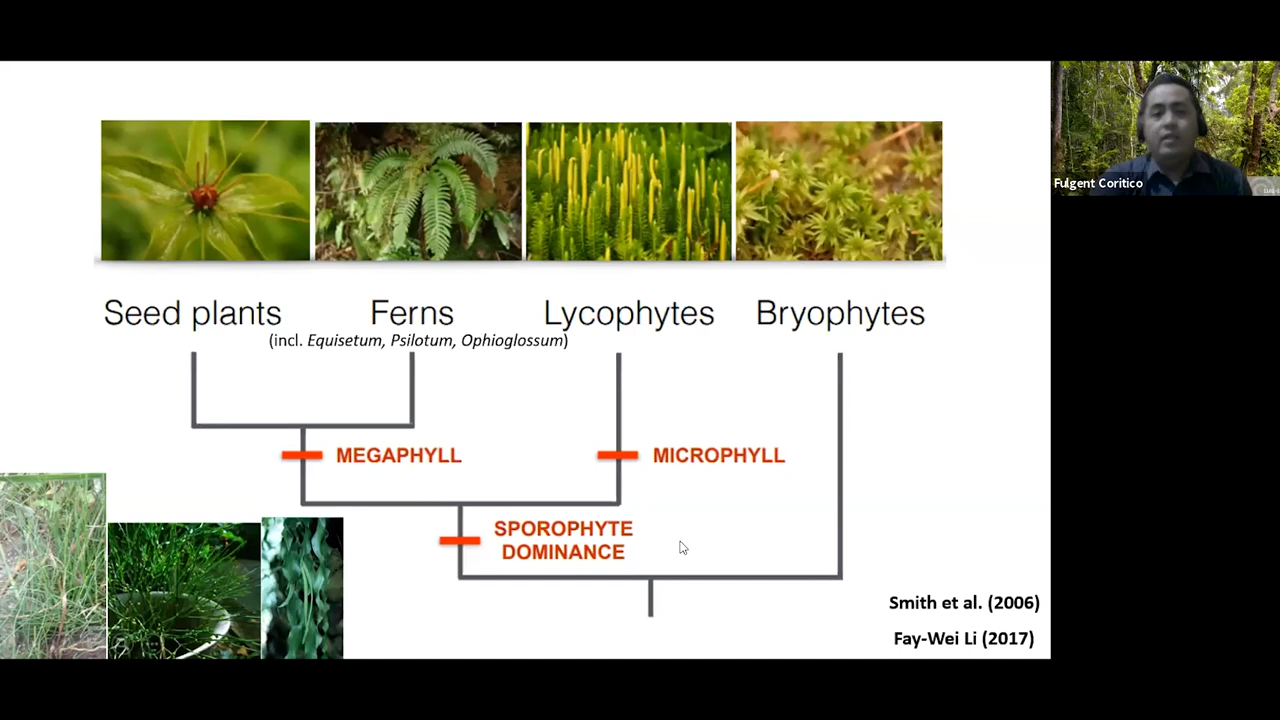 Fulgent Coritico
Seed plants
Ferns
Lycophytes
Bryophytes
(incl. Equisetum, Psilotum, Ophioglossum)
MEGAPHYLL
MICROPHYLL
SPOROPHYTE
DOMINANCE
Smith et al. (2006)
Fay-Wei Li (2017)